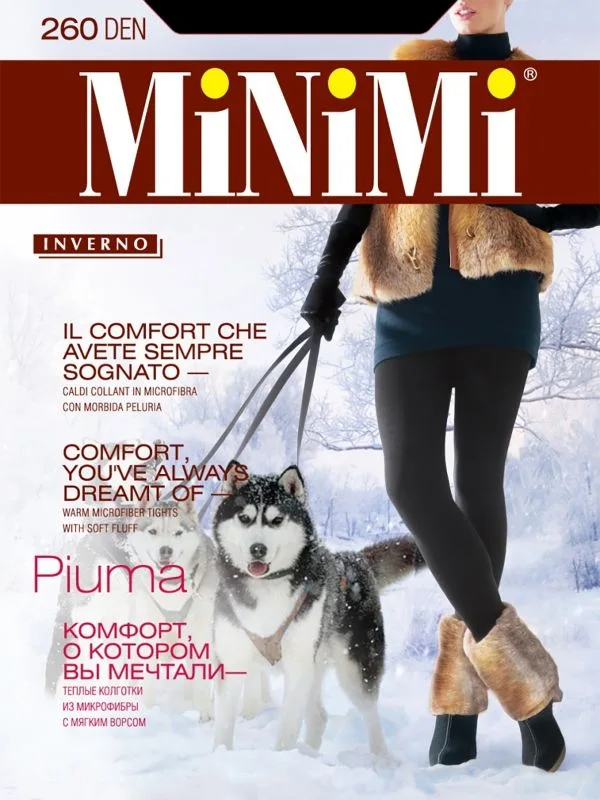 260 DEN
MiNiMi®
INVERNO
IL COMFORT CHE
AVETE SEMPRE
SOGNATO —
CALDI COLLANT IN MICROFIBRA
CON MORBIDA PELURIA
COMFORT,
YOU'VE ALWAYS
DREAMT OF —
WARM MICROFIBER TIGHTS
WITH SOFT FLUFF
Piuma
КОМФОРТ,
О КОТОРОМ
ВЫ МЕЧТАЛИ—
ТЕПЛЫЕ КОЛГОТКИ
ИЗ МИКРОФИБРЫ
С МЯГКИМ ВОРСОМ